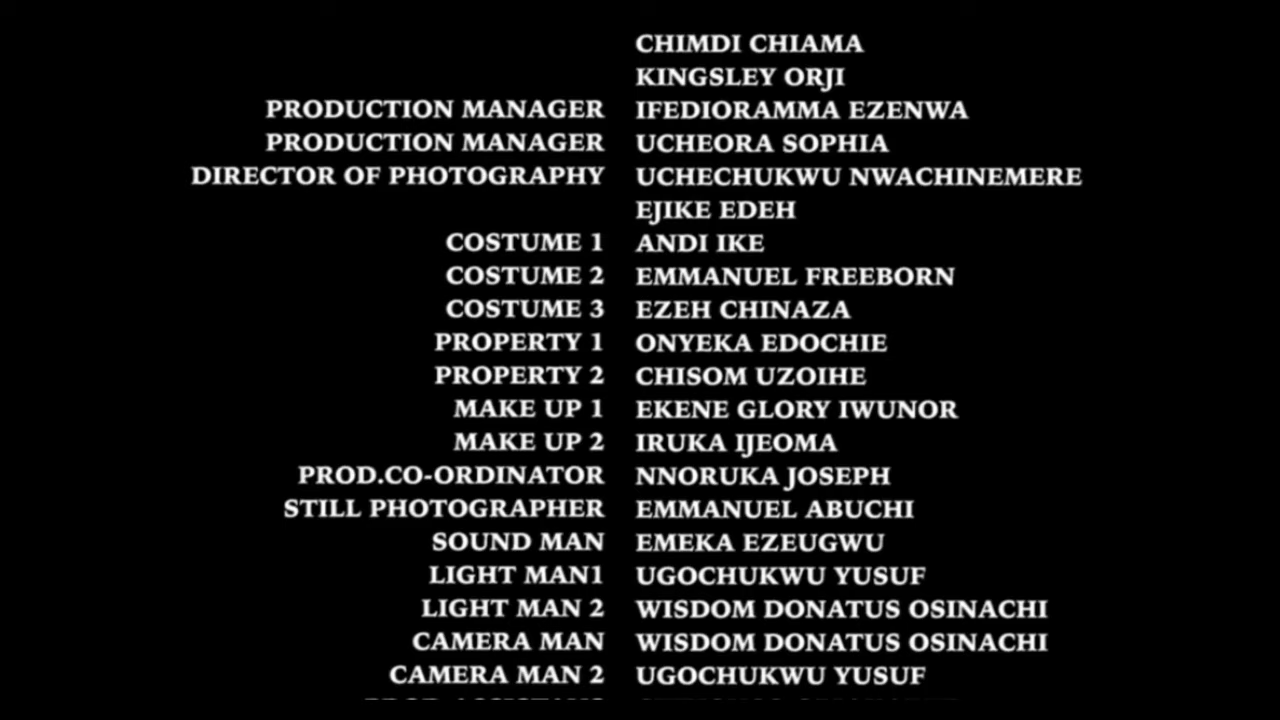 CHIMDI CHIAMA
KINGSLEY ORJI
PRODUCTION MANAGER IFEDIORAMMA EZENWA
PRODUCTION MANAGER UCHEORA SOPHIA
DIRECTOR OF PHOTOGRAPHY UCHECHUKWU NWACHINEMERE
EJIKE EDEH
COSTUME 1 ANDI IKE
COSTUME 2 EMMANUEL FREEBORN
COSTUME 3 EZEH CHINAZA
PROPERTY 1 ONYEKA EDOCHIE
PROPERTY 2 CHISOM UZOIHE
MAKE UP 1 EKENE GLORY IWUNOR
MAKE UP 2 IRUKA IJEOMA
PROD.CO-ORDINATOR NNORUKA JOSEPH
STILL PHOTOGRAPHER EMMANUEL ABUCHI
SOUND MAN EMEKA EZEUGWU
LIGHT MAN1 UGOCHUKWU YUSUF
LIGHT MAN 2 WISDOM DONATUS OSINACHI
CAMERA MAN WISDOM DONATUS OSINACHI
CAMERA MAN 2 UGOCHUKWU YUSUF